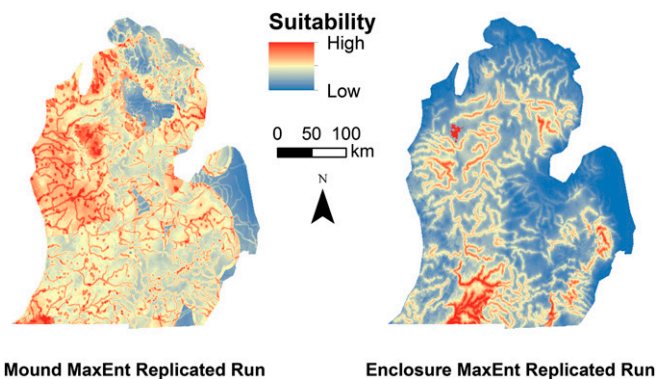 Suitability
High
Low
0 50 100
km
N
Mound MaxEnt Replicated Run
Enclosure MaxEnt Replicated Run